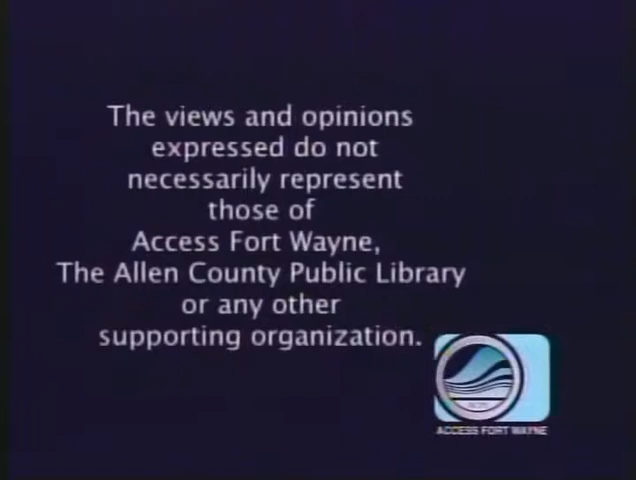 The views and opinions
expressed do not
necessarily represent
those of
Access Fort Wayne,
The Allen County Public Library
or any other
supporting organization.
ACCESS FORT WAYNE